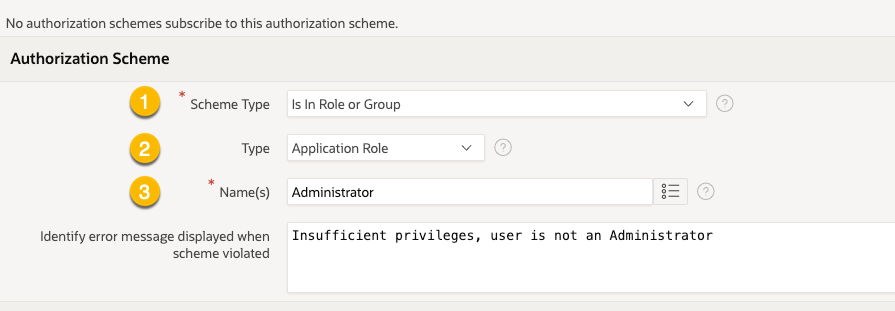 No authorization schemes subscribe to this authorization scheme.
Authorization Scheme
1 * Scheme Type Is In Role or Group ?
2 Type Application Role ?
3 * Name(s) Administrator ?
Identify error message displayed when Insufficient privileges, user is not an Administrator
scheme violated